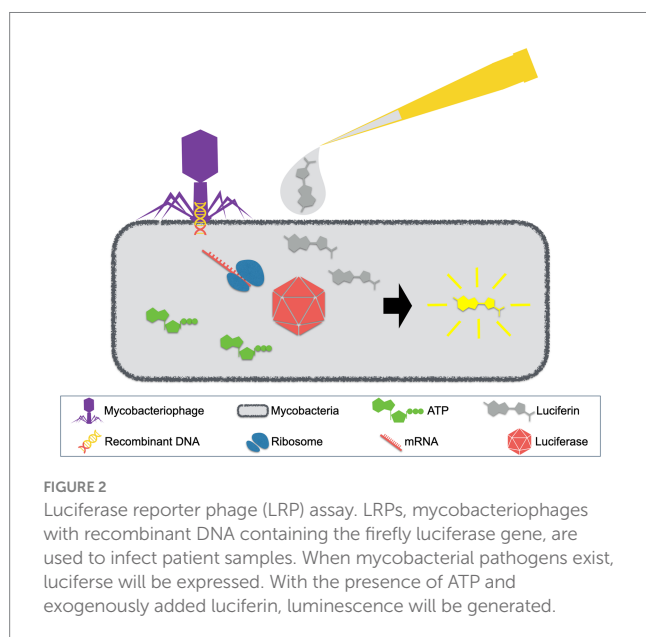 Mycobacteriophage Mycobacteria ATP Luciferin
Recombinant DNA Ribosome mRNA Luciferase
FIGURE 2
Luciferase reporter phage (LRP) assay. LRPs, mycobacteriophages
with recombinant DNA containing the firefly luciferase gene, are
used to infect patient samples. When mycobacterial pathogens exist,
luciferse will be expressed. With the presence of ATP and
exogenously added luciferin, luminescence will be generated.